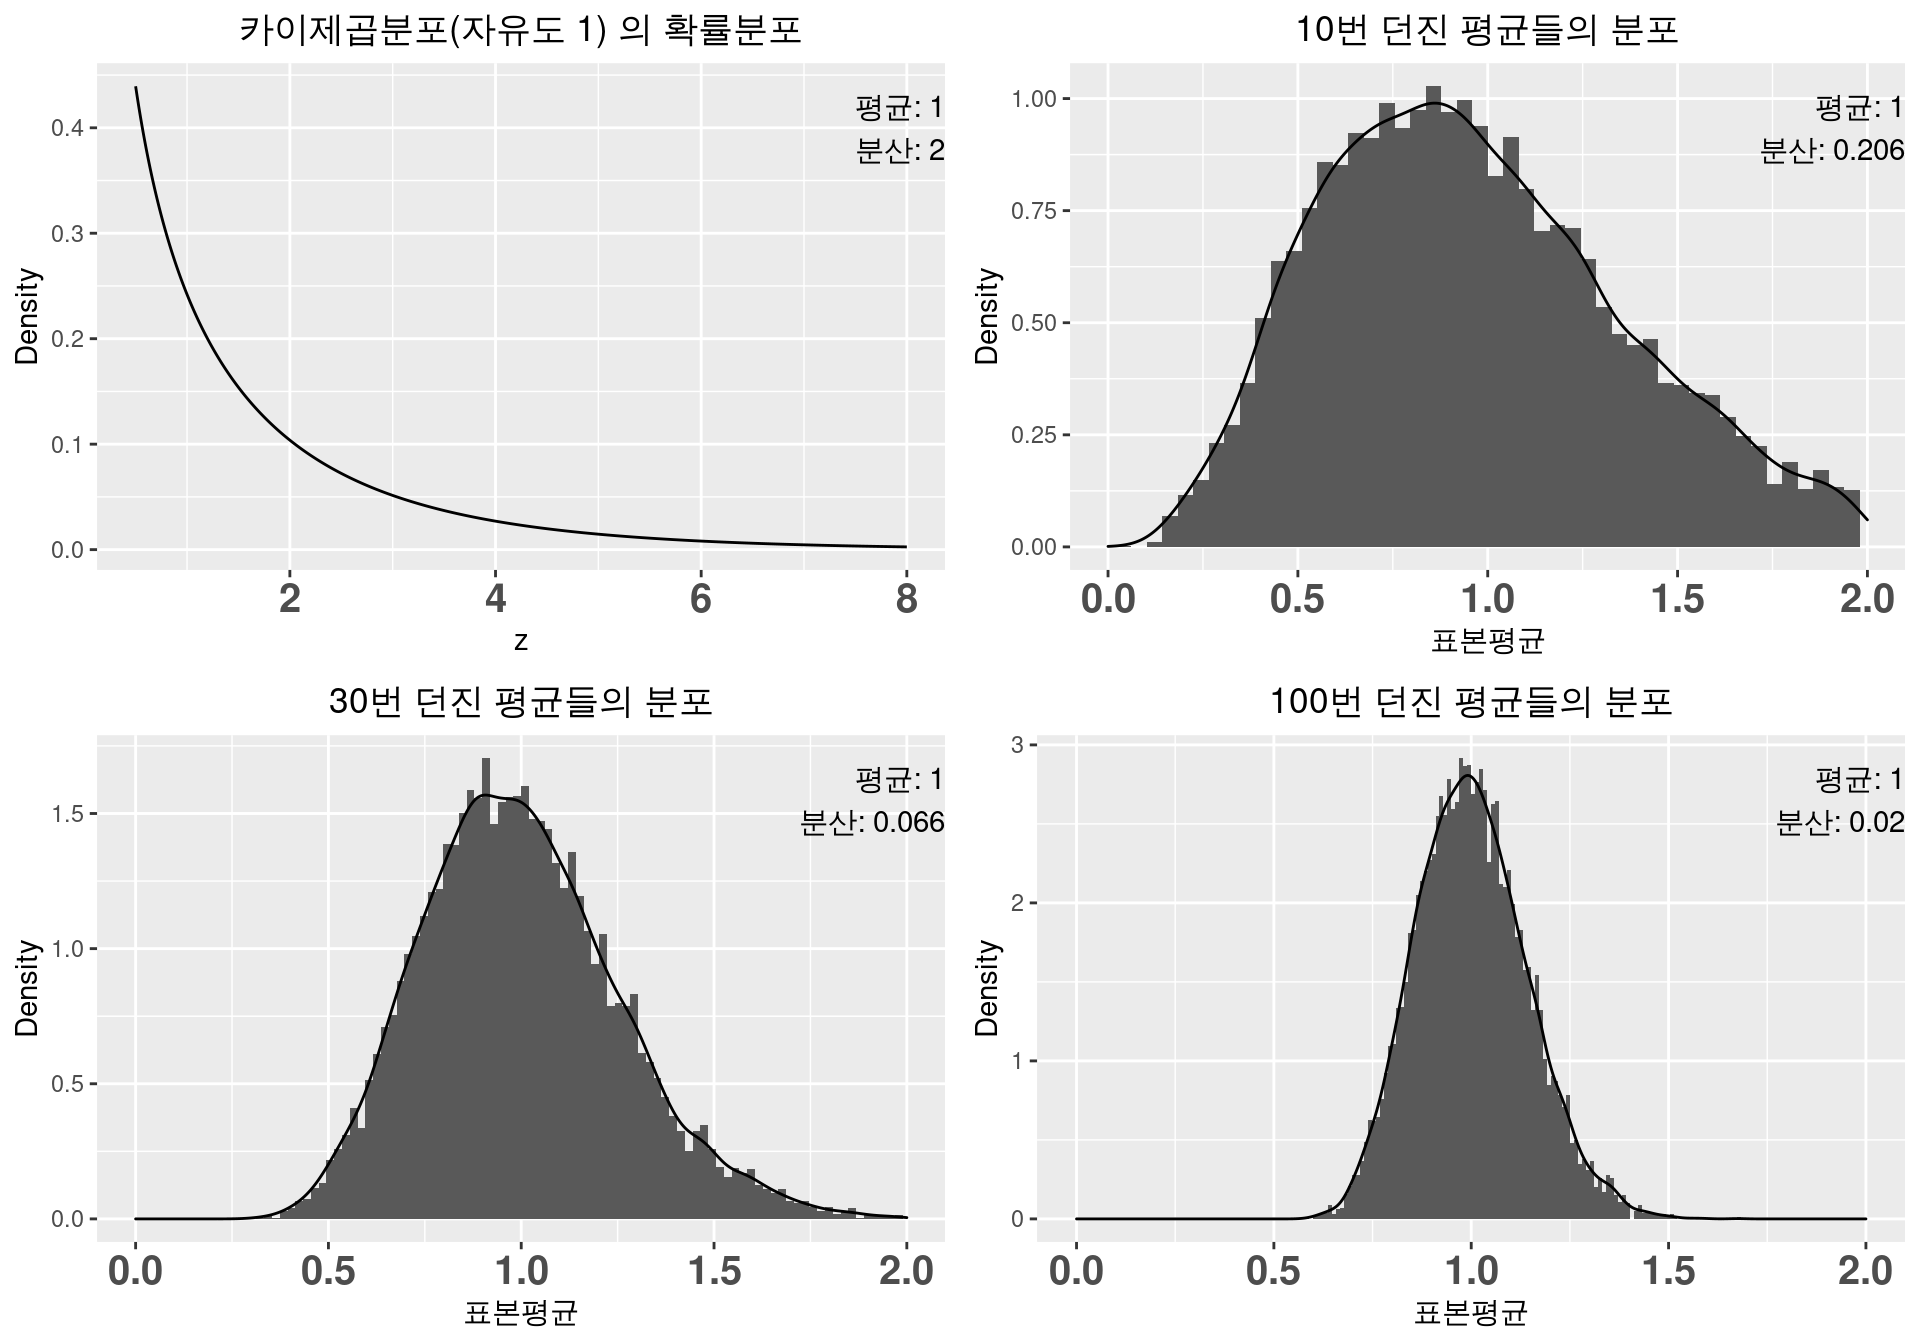 카이제곱분포(자유도 1) 의 확률분포
평균: 1
분산: 2
0.4
0.3
0.2
0.1
0.0
Density
2 4 6 8
z
10번 던진 평균들의 분포
평균: 1
분산: 0.206
1.00
0.75
0.50
0.25
0.00
Density
0.0 0.5 1.0 1.5 2.0
표본평균
30번 던진 평균들의 분포
평균: 1
분산: 0.066
1.5
1.0
0.5
0.0
Density
0.0 0.5 1.0 1.5 2.0
표본평균
100번 던진 평균들의 분포
평균: 1
분산: 0.02
3
2
1
0
Density
0.0 0.5 1.0 1.5 2.0
표본평균